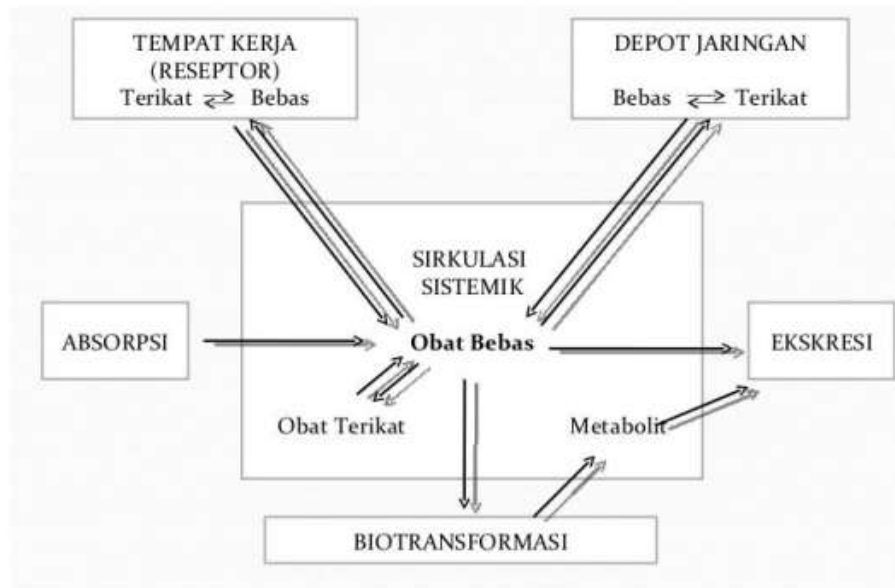 TEMPAT KERJA
(RESEPTOR)
Terikat ⇄ Bebas
DEPOT JARINGAN
Bebas ⇄ Terikat
SIRKULASI
SISTEMIK
ABSORPSI
Obat Bebas
EKSKRESI
Obat Terikat
Metabolit
BIOTRANSFORMASI